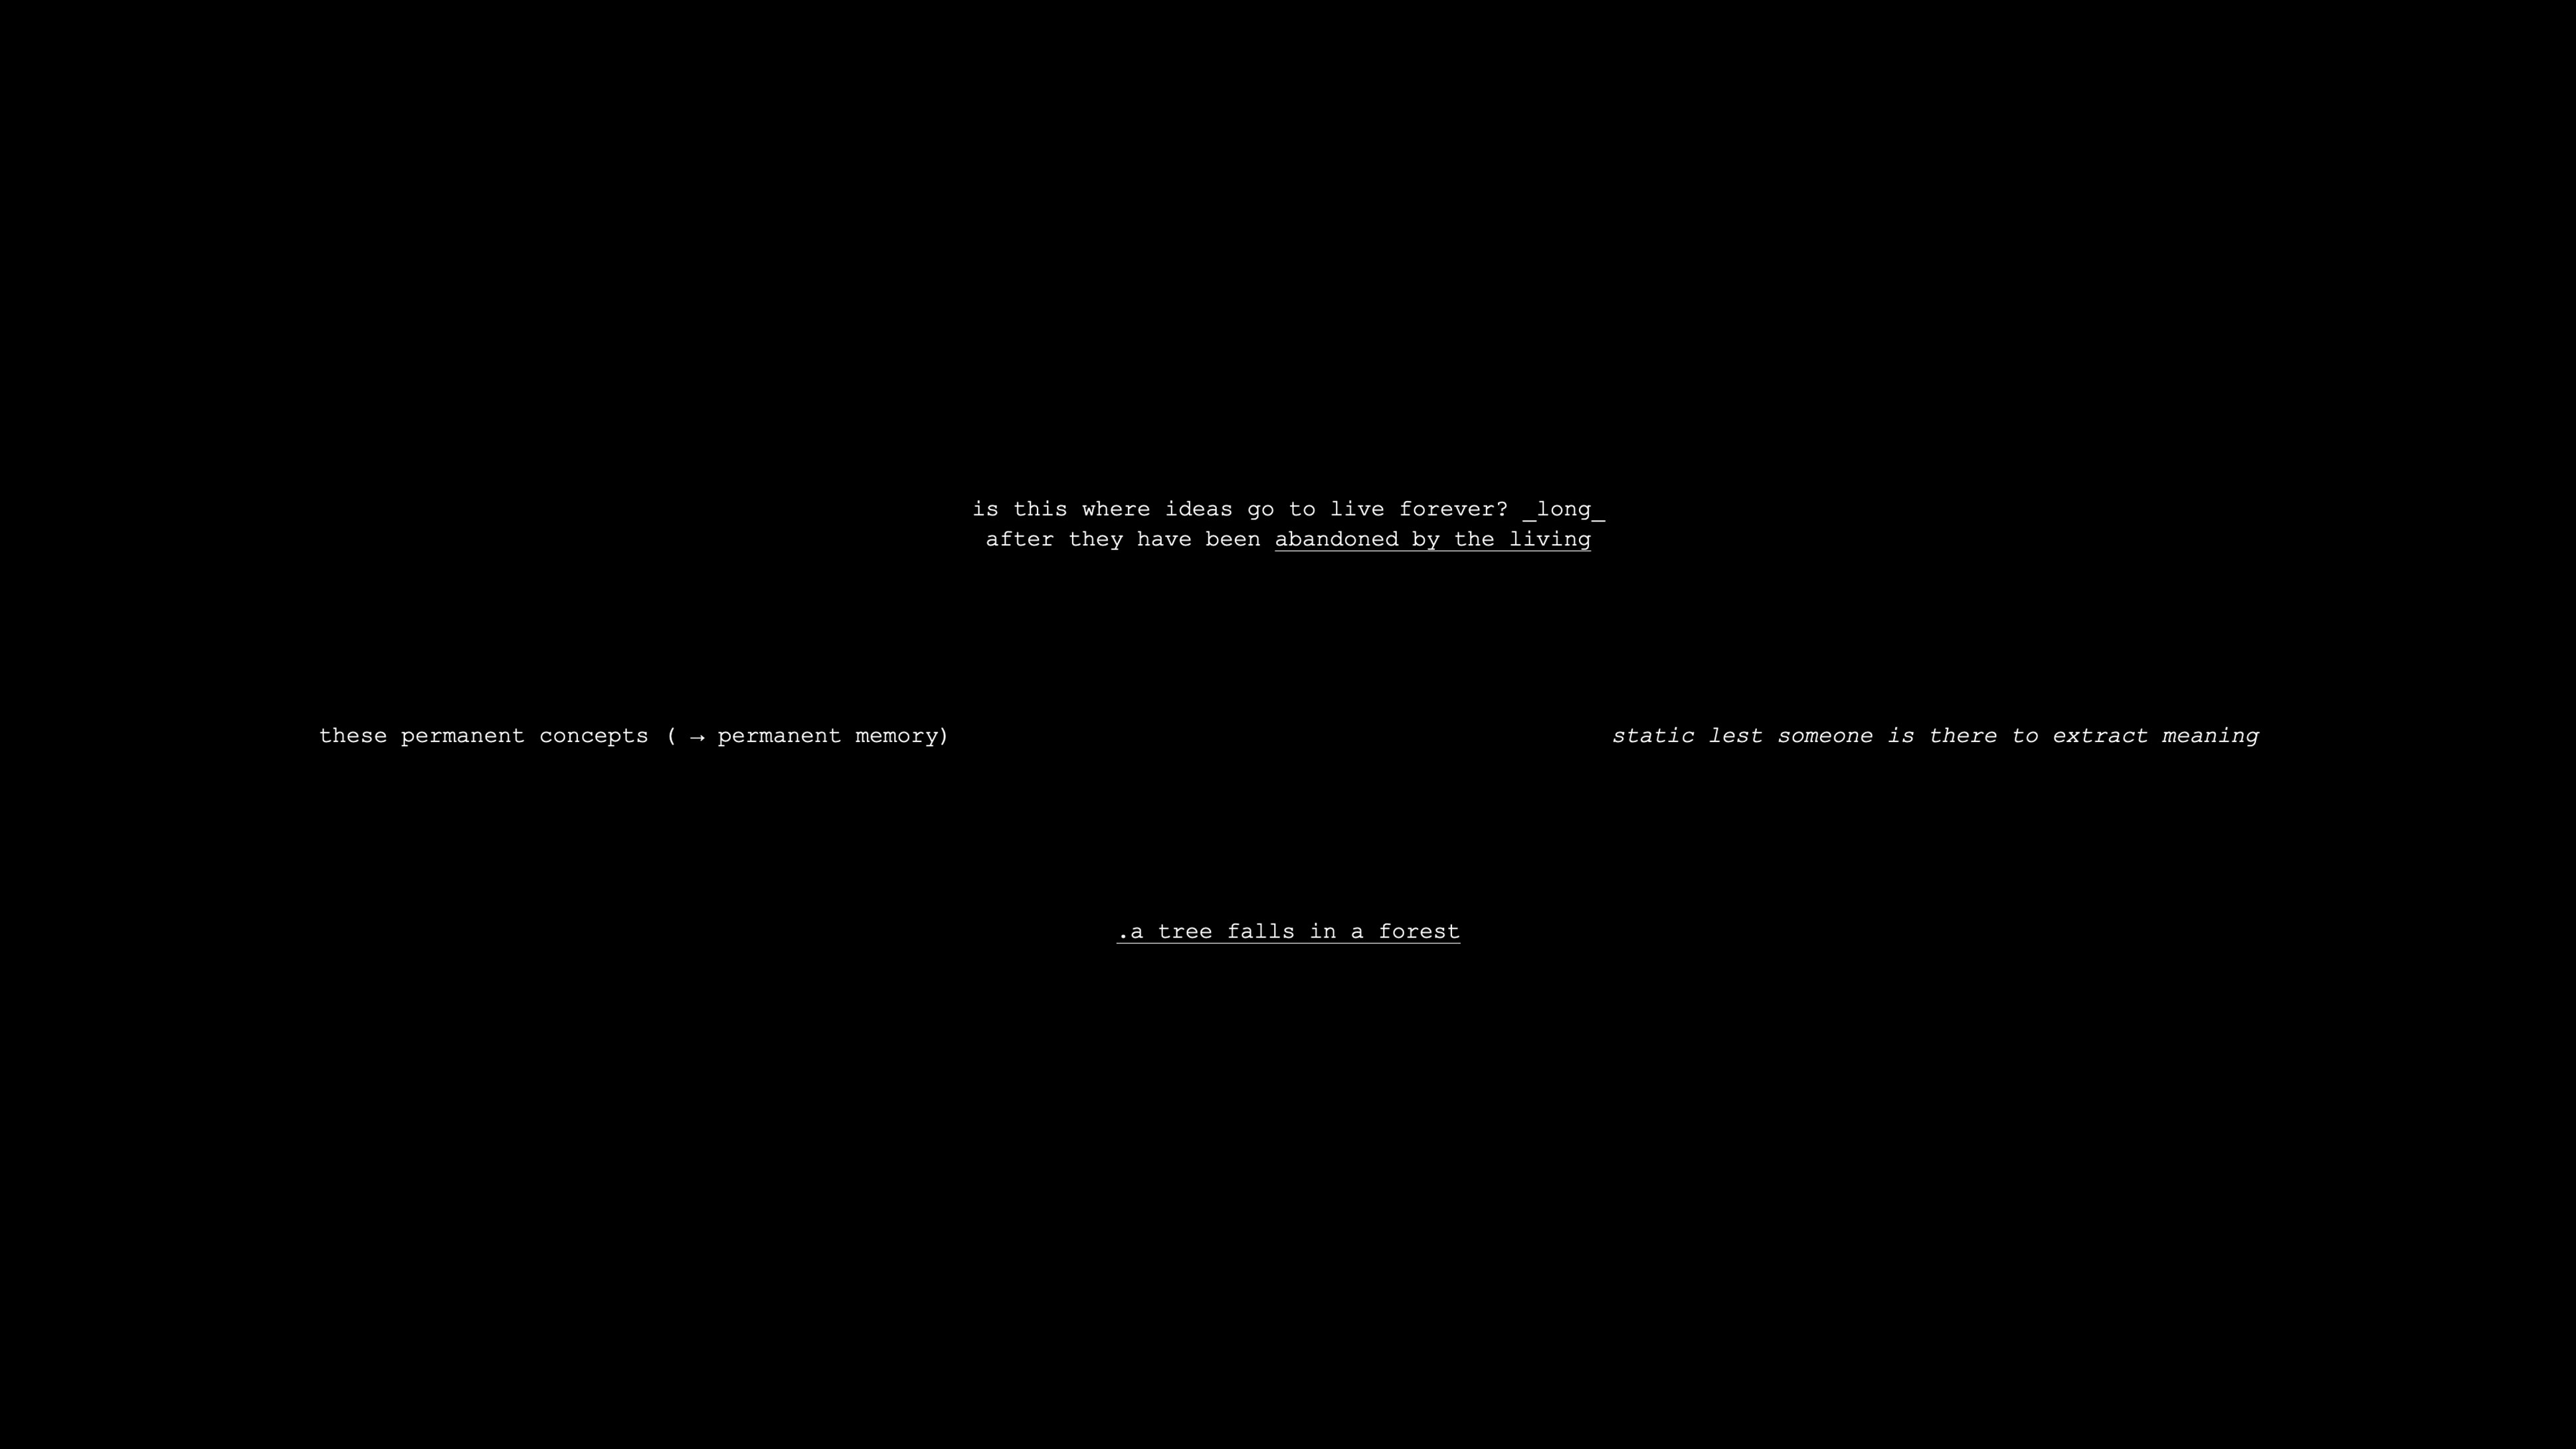 is this where ideas go to live forever? _long_
after they have been abandoned by the living
these permanent concepts ( → permanent memory)
static lest someone is there to extract meaning
.a tree falls in a forest